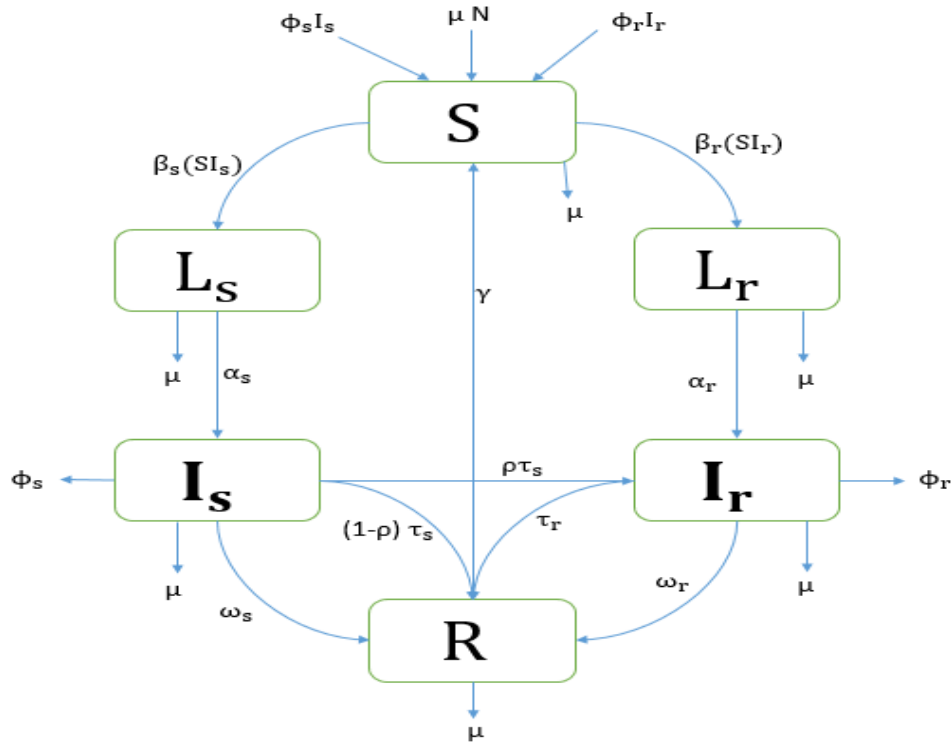 ϕₛIₛ μ N ϕᵣIᵣ
S
βₛ(SIₛ) βᵣ(SIᵣ)
μ
Lₛ Lᵣ
γ
μ αₛ αᵣ μ
ϕₛ Iₛ ρτₛ Iᵣ ϕᵣ
(1-ρ) τₛ τᵣ
μ ωₛ ωᵣ μ
R
μ